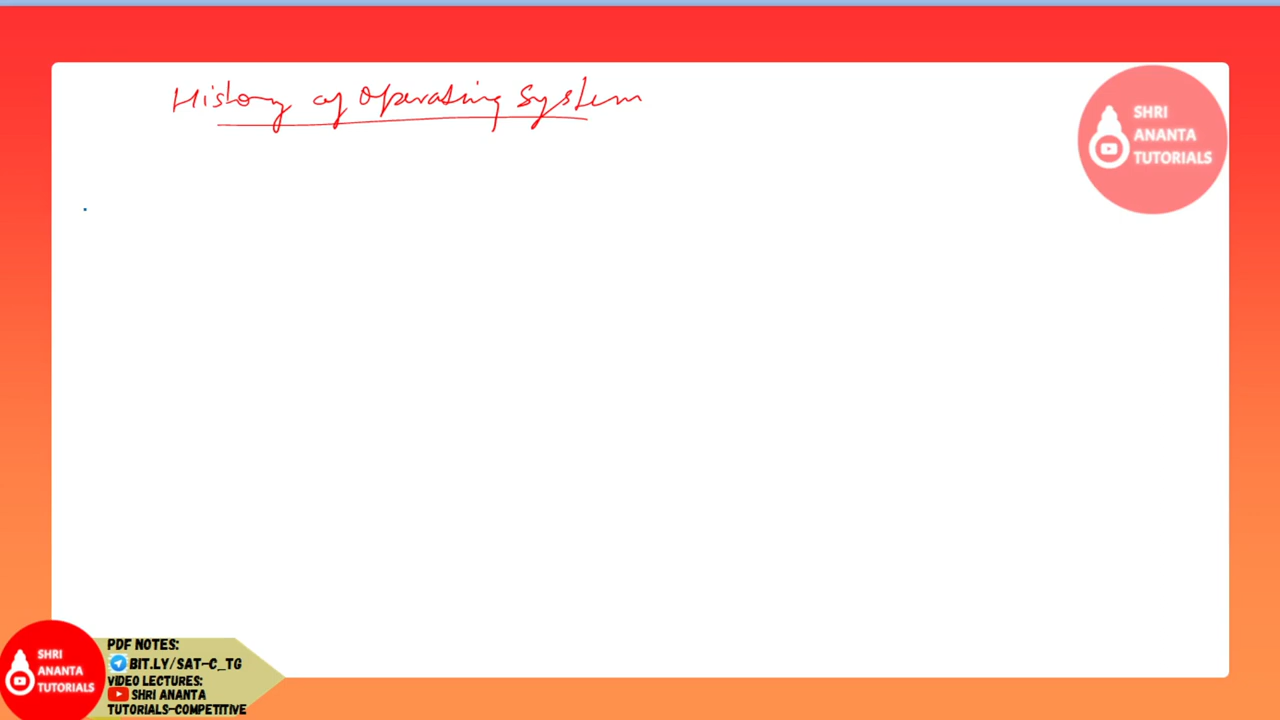 History of Operating System
SHRI
ANANTA
TUTORIALS
SHRI
ANANTA
TUTORIALS
PDF NOTES:
BIT.LY/SAT-C_TG
VIDEO LECTURES:
SHRI ANANTA
TUTORIALS-COMPETITIVE